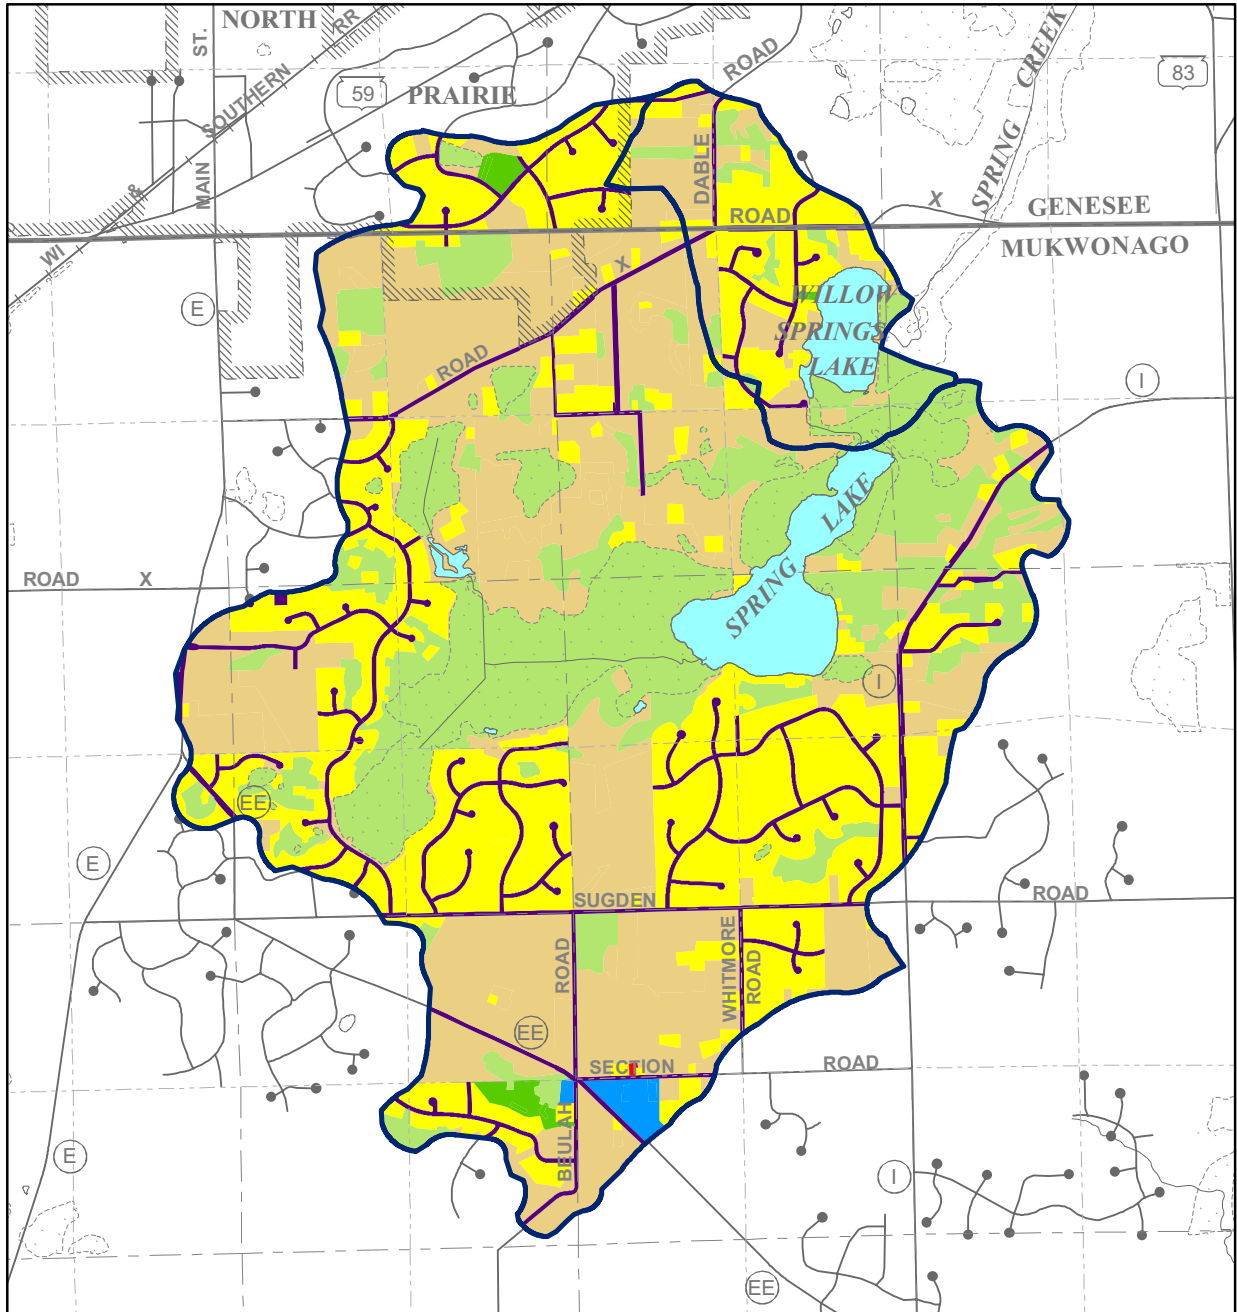 NORTH
PRAIRIE
ST.
MAIN
WI & SOUTHERN RR
59
ROAD
83
SPRING CREEK
DABLE
ROAD
X
GENESEE
MUKWONAGO
E
X
ROAD
WILLOW
SPRINGS
LAKE
I
SPRING LAKE
ROAD X
I
EE
E
SUGDEN
ROAD
ROAD
WHITMORE
ROAD
EE
SECTION
ROAD
BEULAH
E
I
EE